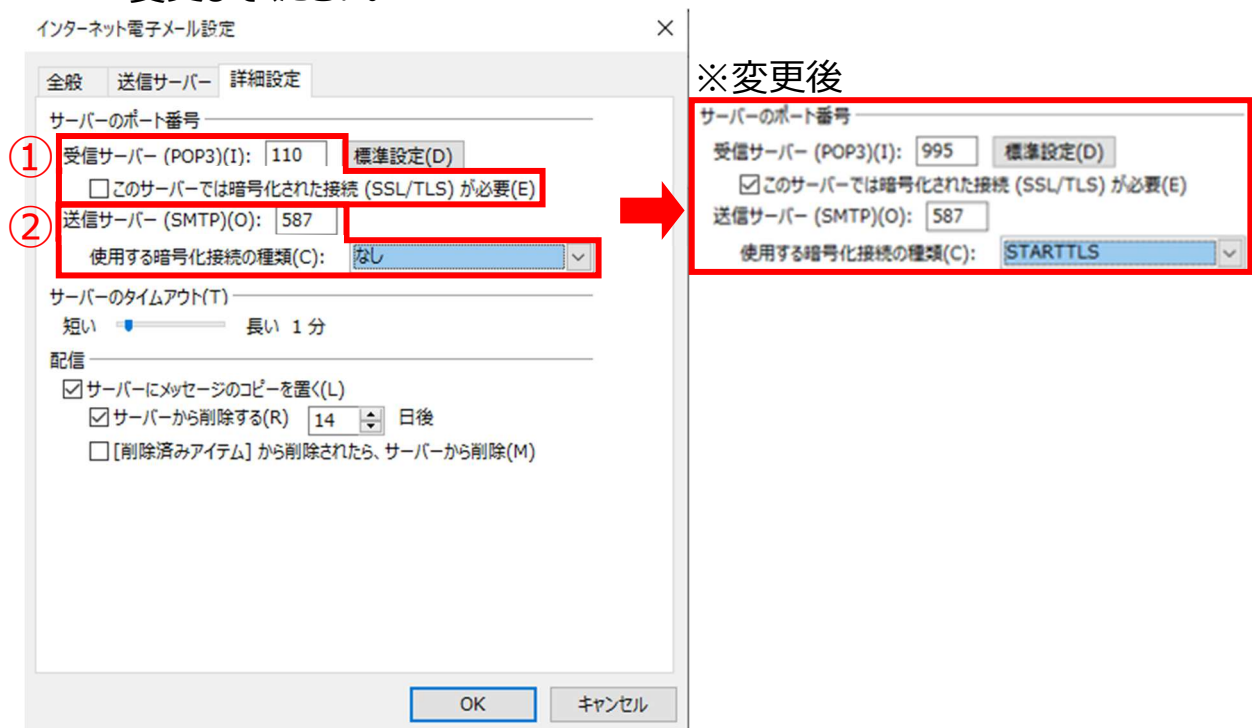 インターネット電子メール設定
全般 送信サーバー 詳細設定
サーバーのポート番号
① 受信サーバー (POP3)(I): 110 標準設定(D)
このサーバーでは暗号化された接続 (SSL/TLS) が必要(E)
② 送信サーバー (SMTP)(O): 587
使用する暗号化接続の種類(C): なし
サーバーのタイムアウト(T)
短い 長い 1 分
配信
サーバーにメッセージのコピーを置く(L)
サーバーから削除する(R) 14 日後
[削除済みアイテム] から削除されたら、サーバーから削除(M)
OK キャンセル
※変更後
サーバーのポート番号
受信サーバー (POP3)(I): 995 標準設定(D)
このサーバーでは暗号化された接続 (SSL/TLS) が必要(E)
送信サーバー (SMTP)(O): 587
使用する暗号化接続の種類(C): STARTTLS